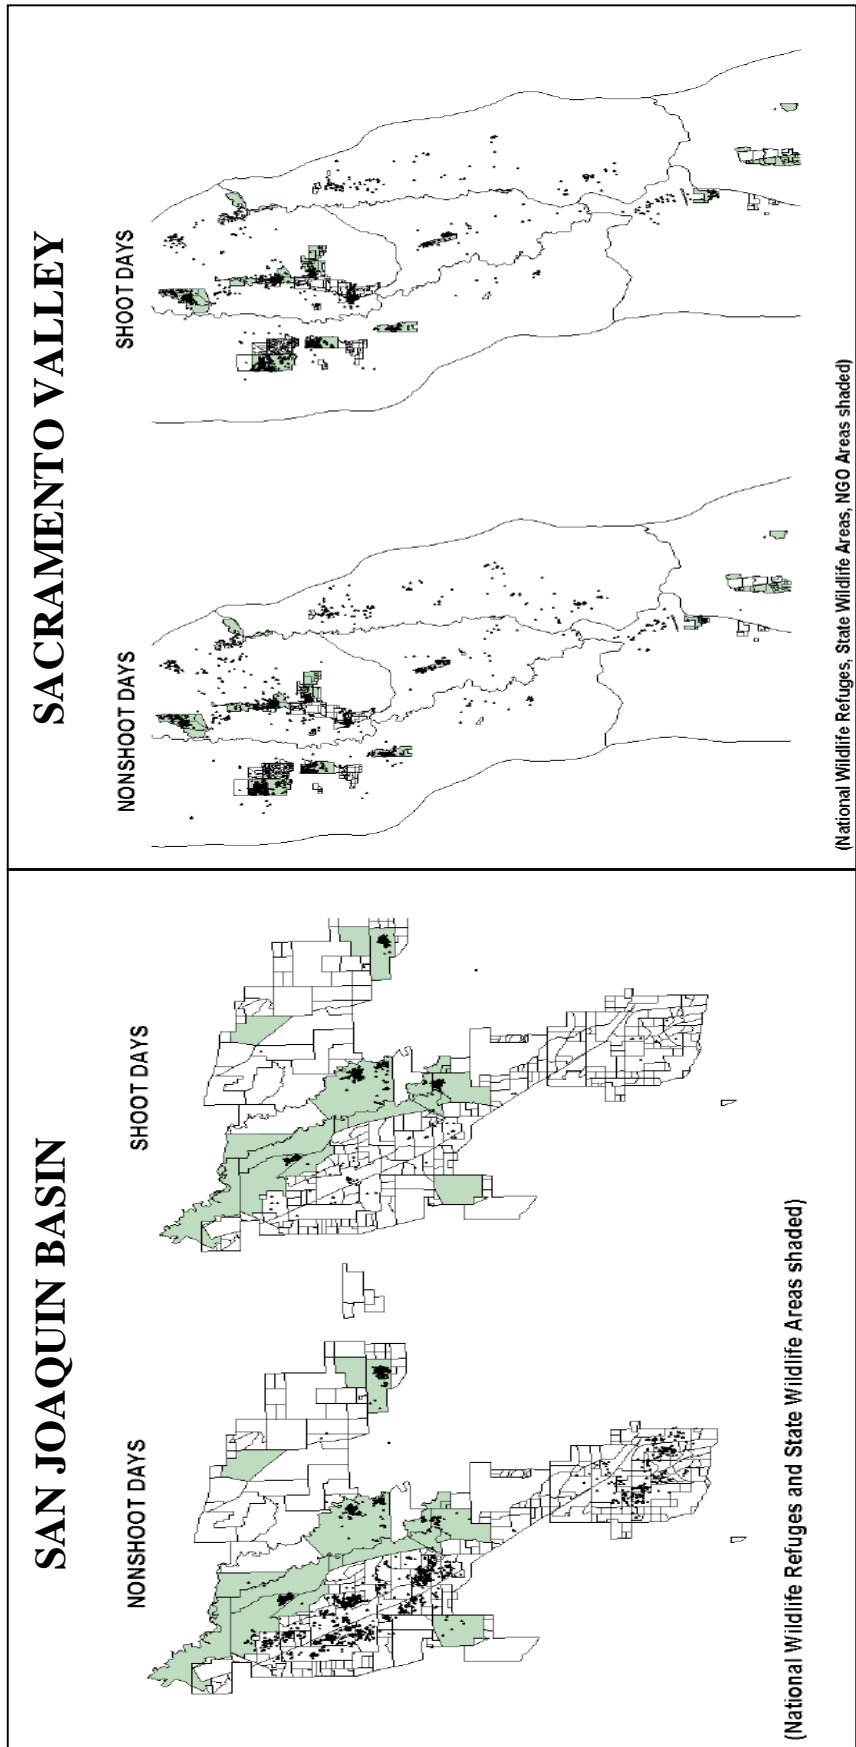 SAN JOAQUIN BASIN
NONSHOOT DAYS
SHOOT DAYS
(National Wildlife Refuges and State Wildlife Areas shaded)
SACRAMENTO VALLEY
NONSHOOT DAYS
SHOOT DAYS
(National Wildlife Refuges, State Wildlife Areas, NGO Areas shaded)